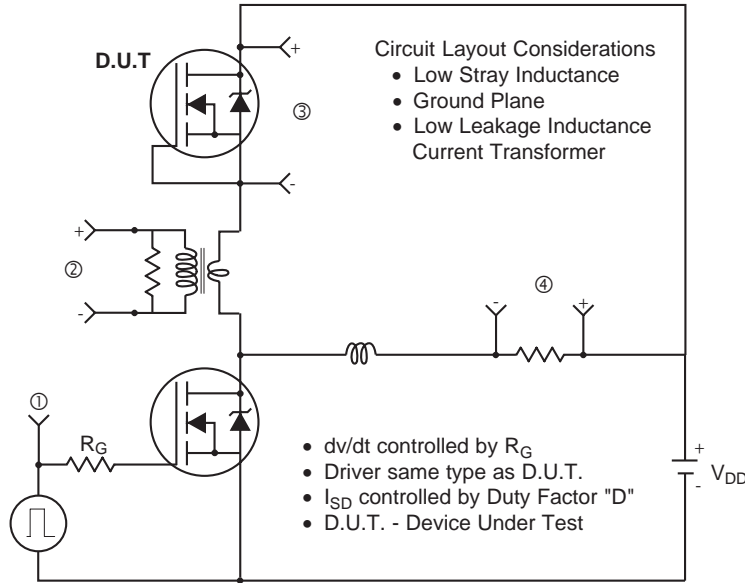 D.U.T
+
③
-
Circuit Layout Considerations
• Low Stray Inductance
• Ground Plane
• Low Leakage Inductance
Current Transformer
+
②
-
-
④
+
①
R_G
• dv/dt controlled by R_G
• Driver same type as D.U.T.
• I_SD controlled by Duty Factor "D"
• D.U.T. - Device Under Test
+
V_DD
-